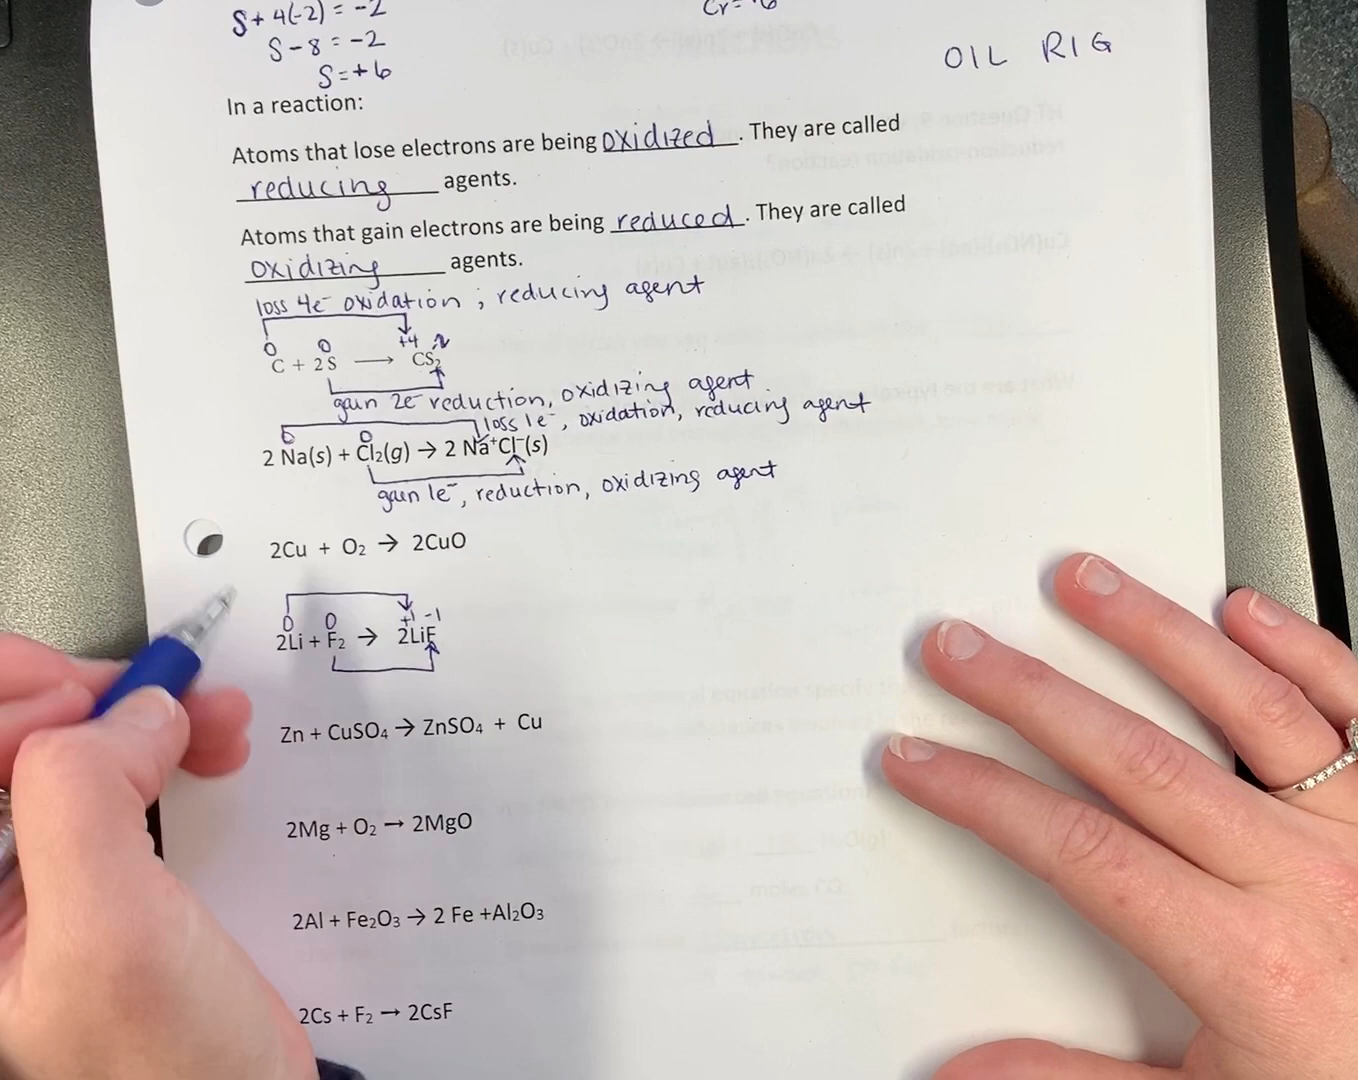 S + 4(-2) = -2
Cr = +6
S - 8 = -2
S = +6
OIL RIG
In a reaction:
Atoms that lose electrons are being oxidized. They are called
reducing agents.
Atoms that gain electrons are being reduced. They are called
oxidizing agents.
loss 4e⁻ oxidation ; reducing agent
0 0 +4 -2
C + 2S ⟶ CS₂
gain 2e⁻ reduction, oxidizing agent
loss 1e⁻, oxidation, reducing agent
0 0
2 Na(s) + Cl₂(g) → 2 Na⁺Cl⁻(s)
gain 1e⁻, reduction, oxidizing agent
2Cu + O₂ → 2CuO
0 0 +1 -1
2Li + F₂ → 2LiF
Zn + CuSO₄ → ZnSO₄ + Cu
2Mg + O₂ → 2MgO
2Al + Fe₂O₃ → 2 Fe +Al₂O₃
2Cs + F₂ → 2CsF